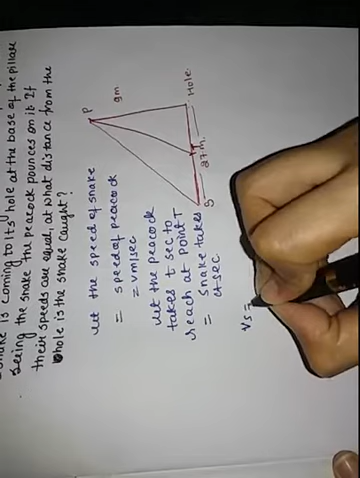 snake is coming to its hole at the base of the pillar
seeing the snake the peacock pounces on it. If
their speeds are equal, at what distance from the
hole is the snake caught?
P
9m
Hole
T
27m
S
let the speed of snake
= speed of peacock
= vm/sec
let the peacock
takes t sec to
reach at point T
= snake takes
t sec
Vs =